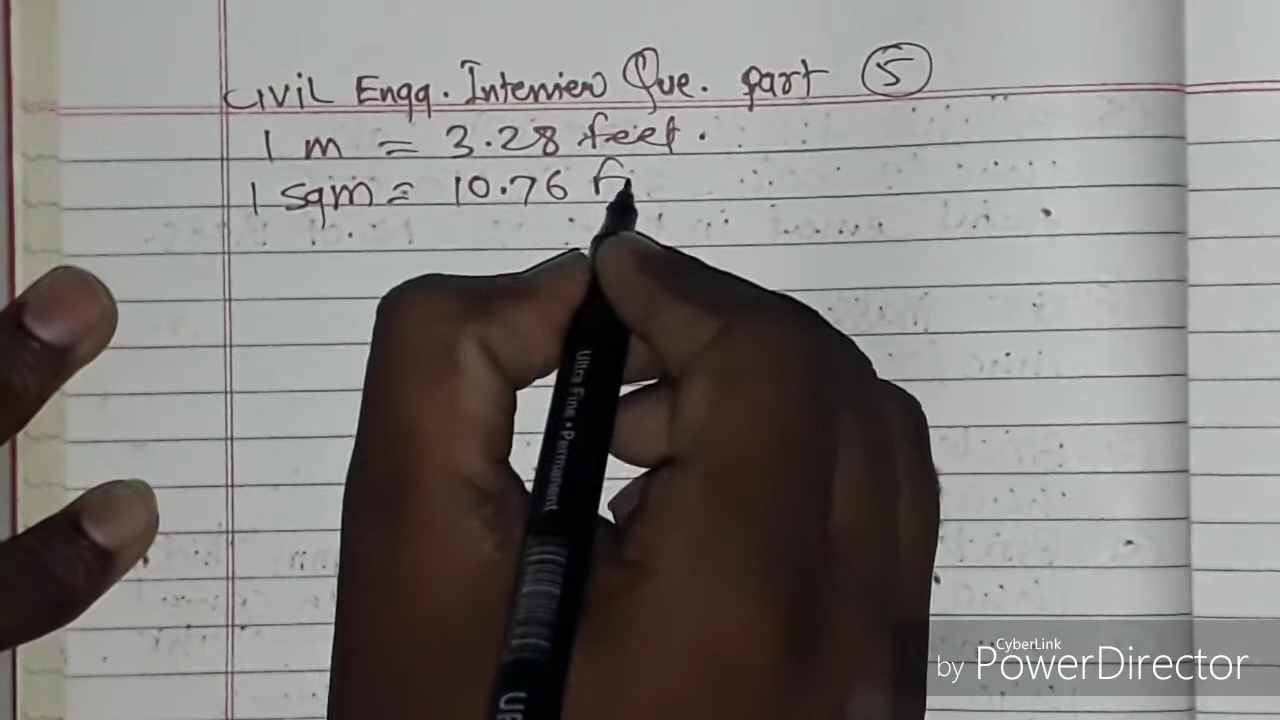 Civil Engg. Interview Que. part 5
1 m = 3.28 feet.
1 sqm = 10.76 f
Ultra Fine • Permanent
CyberLink
by PowerDirector